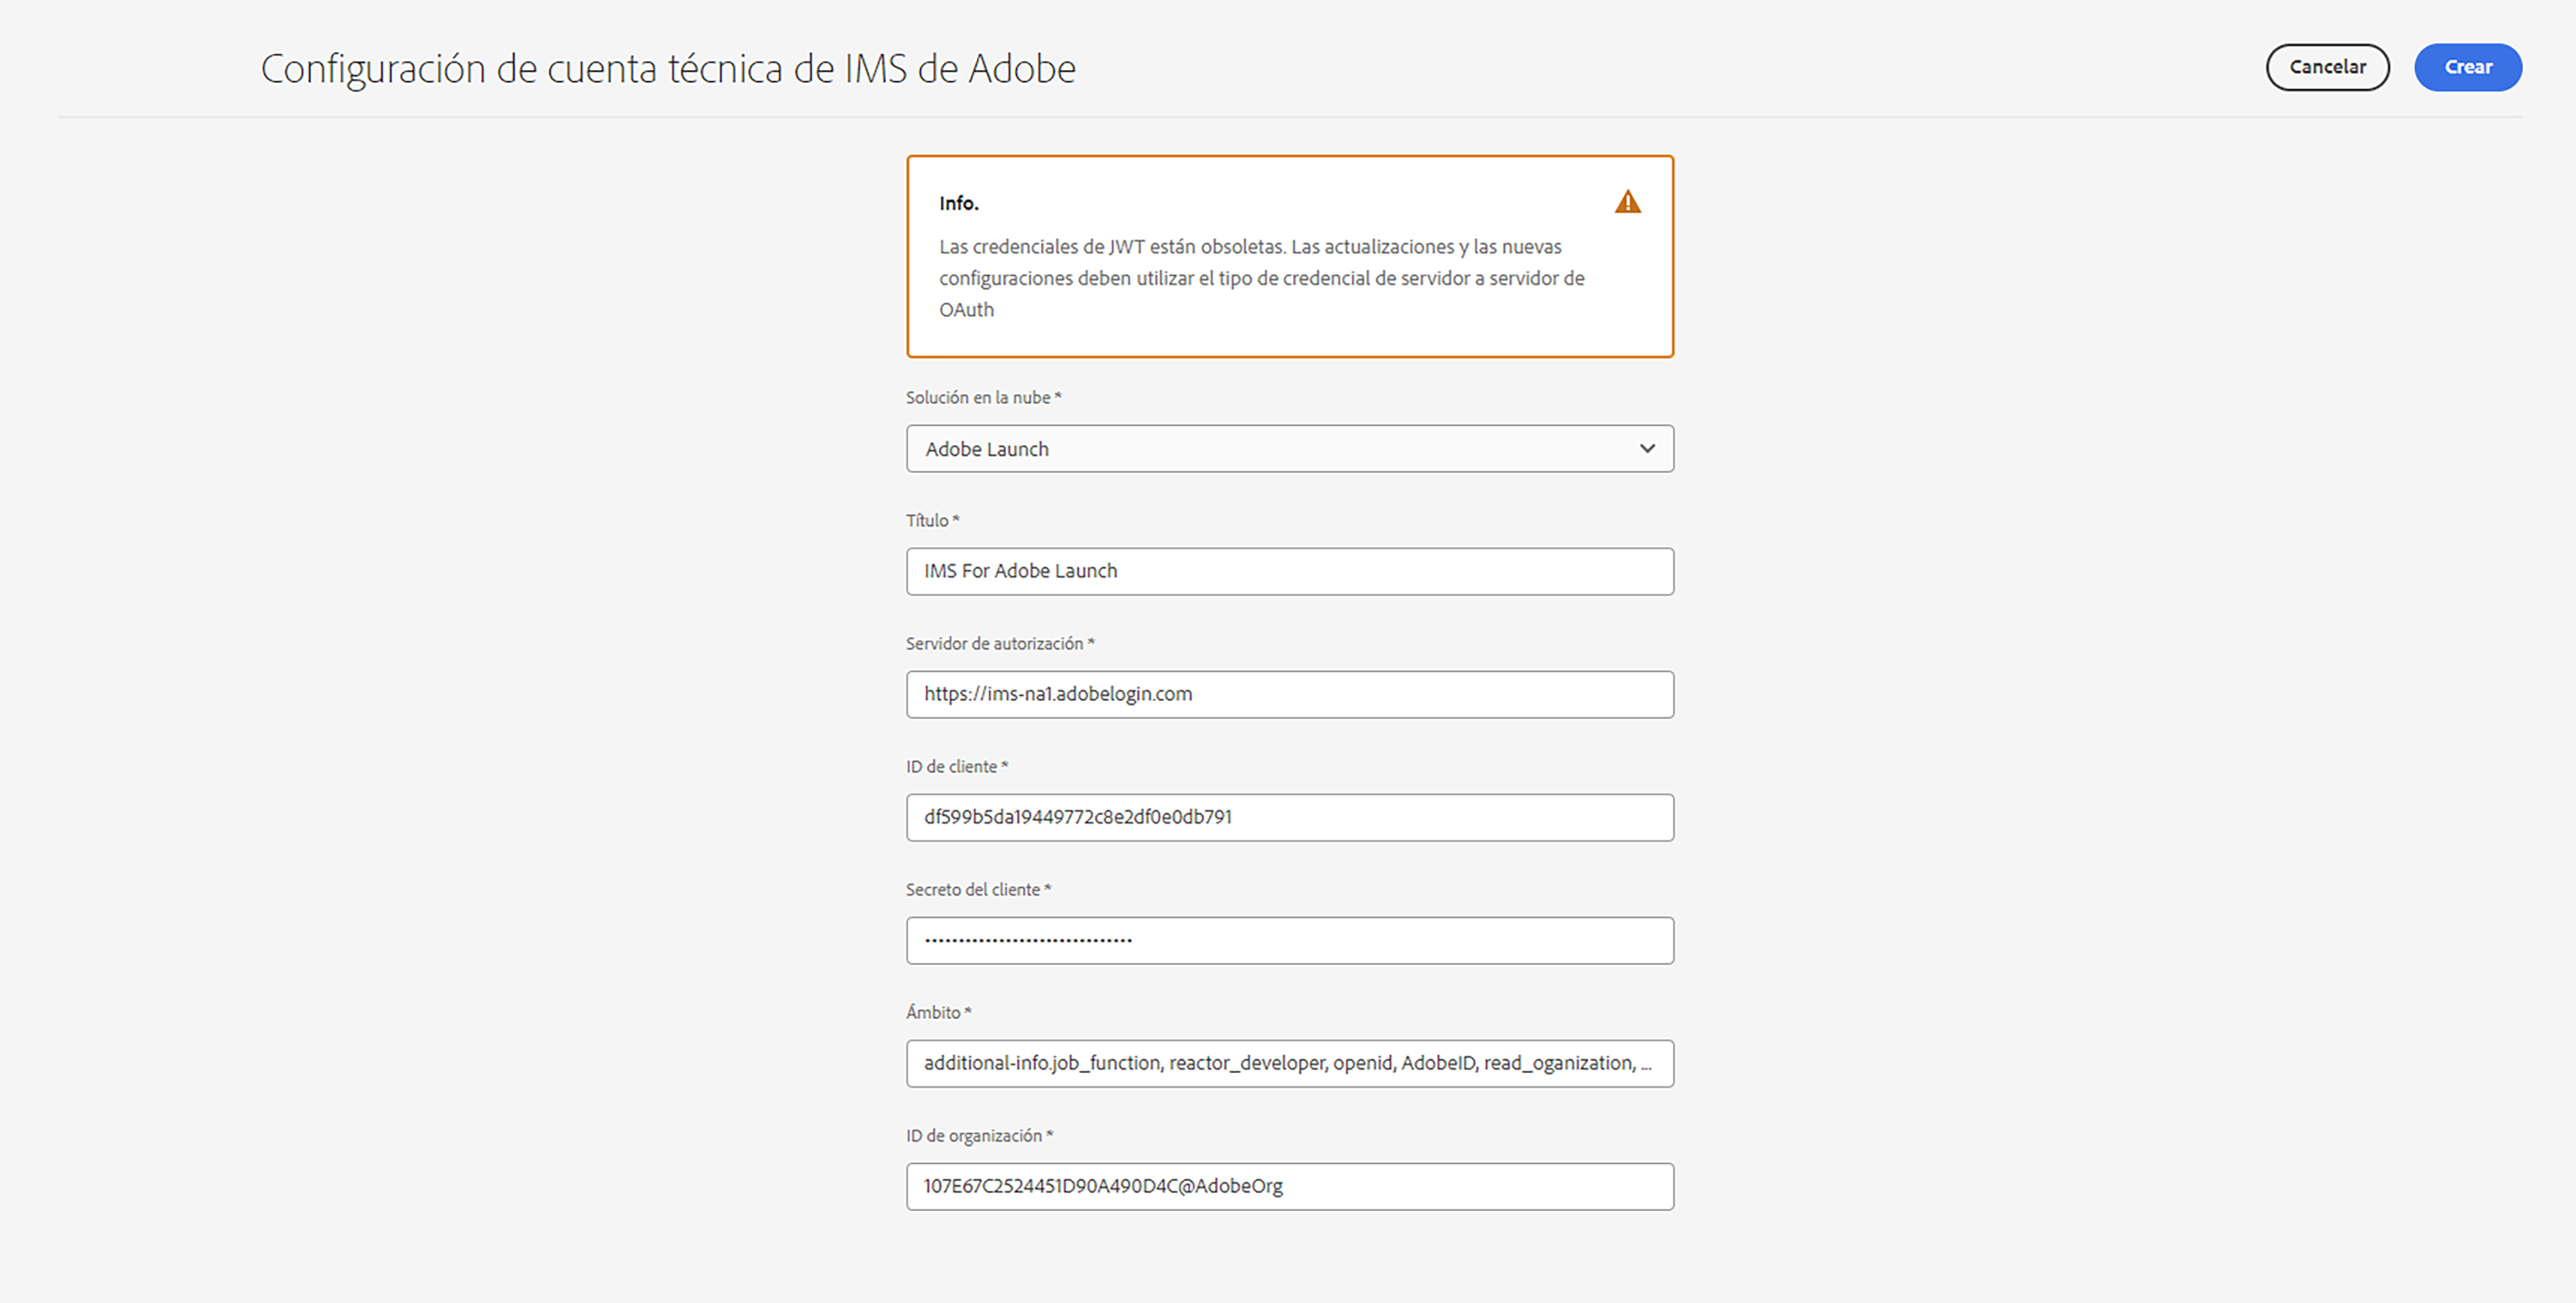 Configuración de cuenta técnica de IMS de Adobe
Cancelar
Crear
Info.
Las credenciales de JWT están obsoletas. Las actualizaciones y las nuevas
configuraciones deben utilizar el tipo de credencial de servidor a servidor de
OAuth
Solución en la nube *
Adobe Launch
Título *
IMS For Adobe Launch
Servidor de autorización *
https://ims-na1.adobelogin.com
ID de cliente *
df599b5da19449772c8e2df0e0db791
Secreto del cliente *
•••••••••••••••••••••••••••••••
Ámbito *
additional-info.job_function, reactor_developer, openid, AdobeID, read_oganization, ...
ID de organización *
107E67C2524451D90A490D4C@AdobeOrg